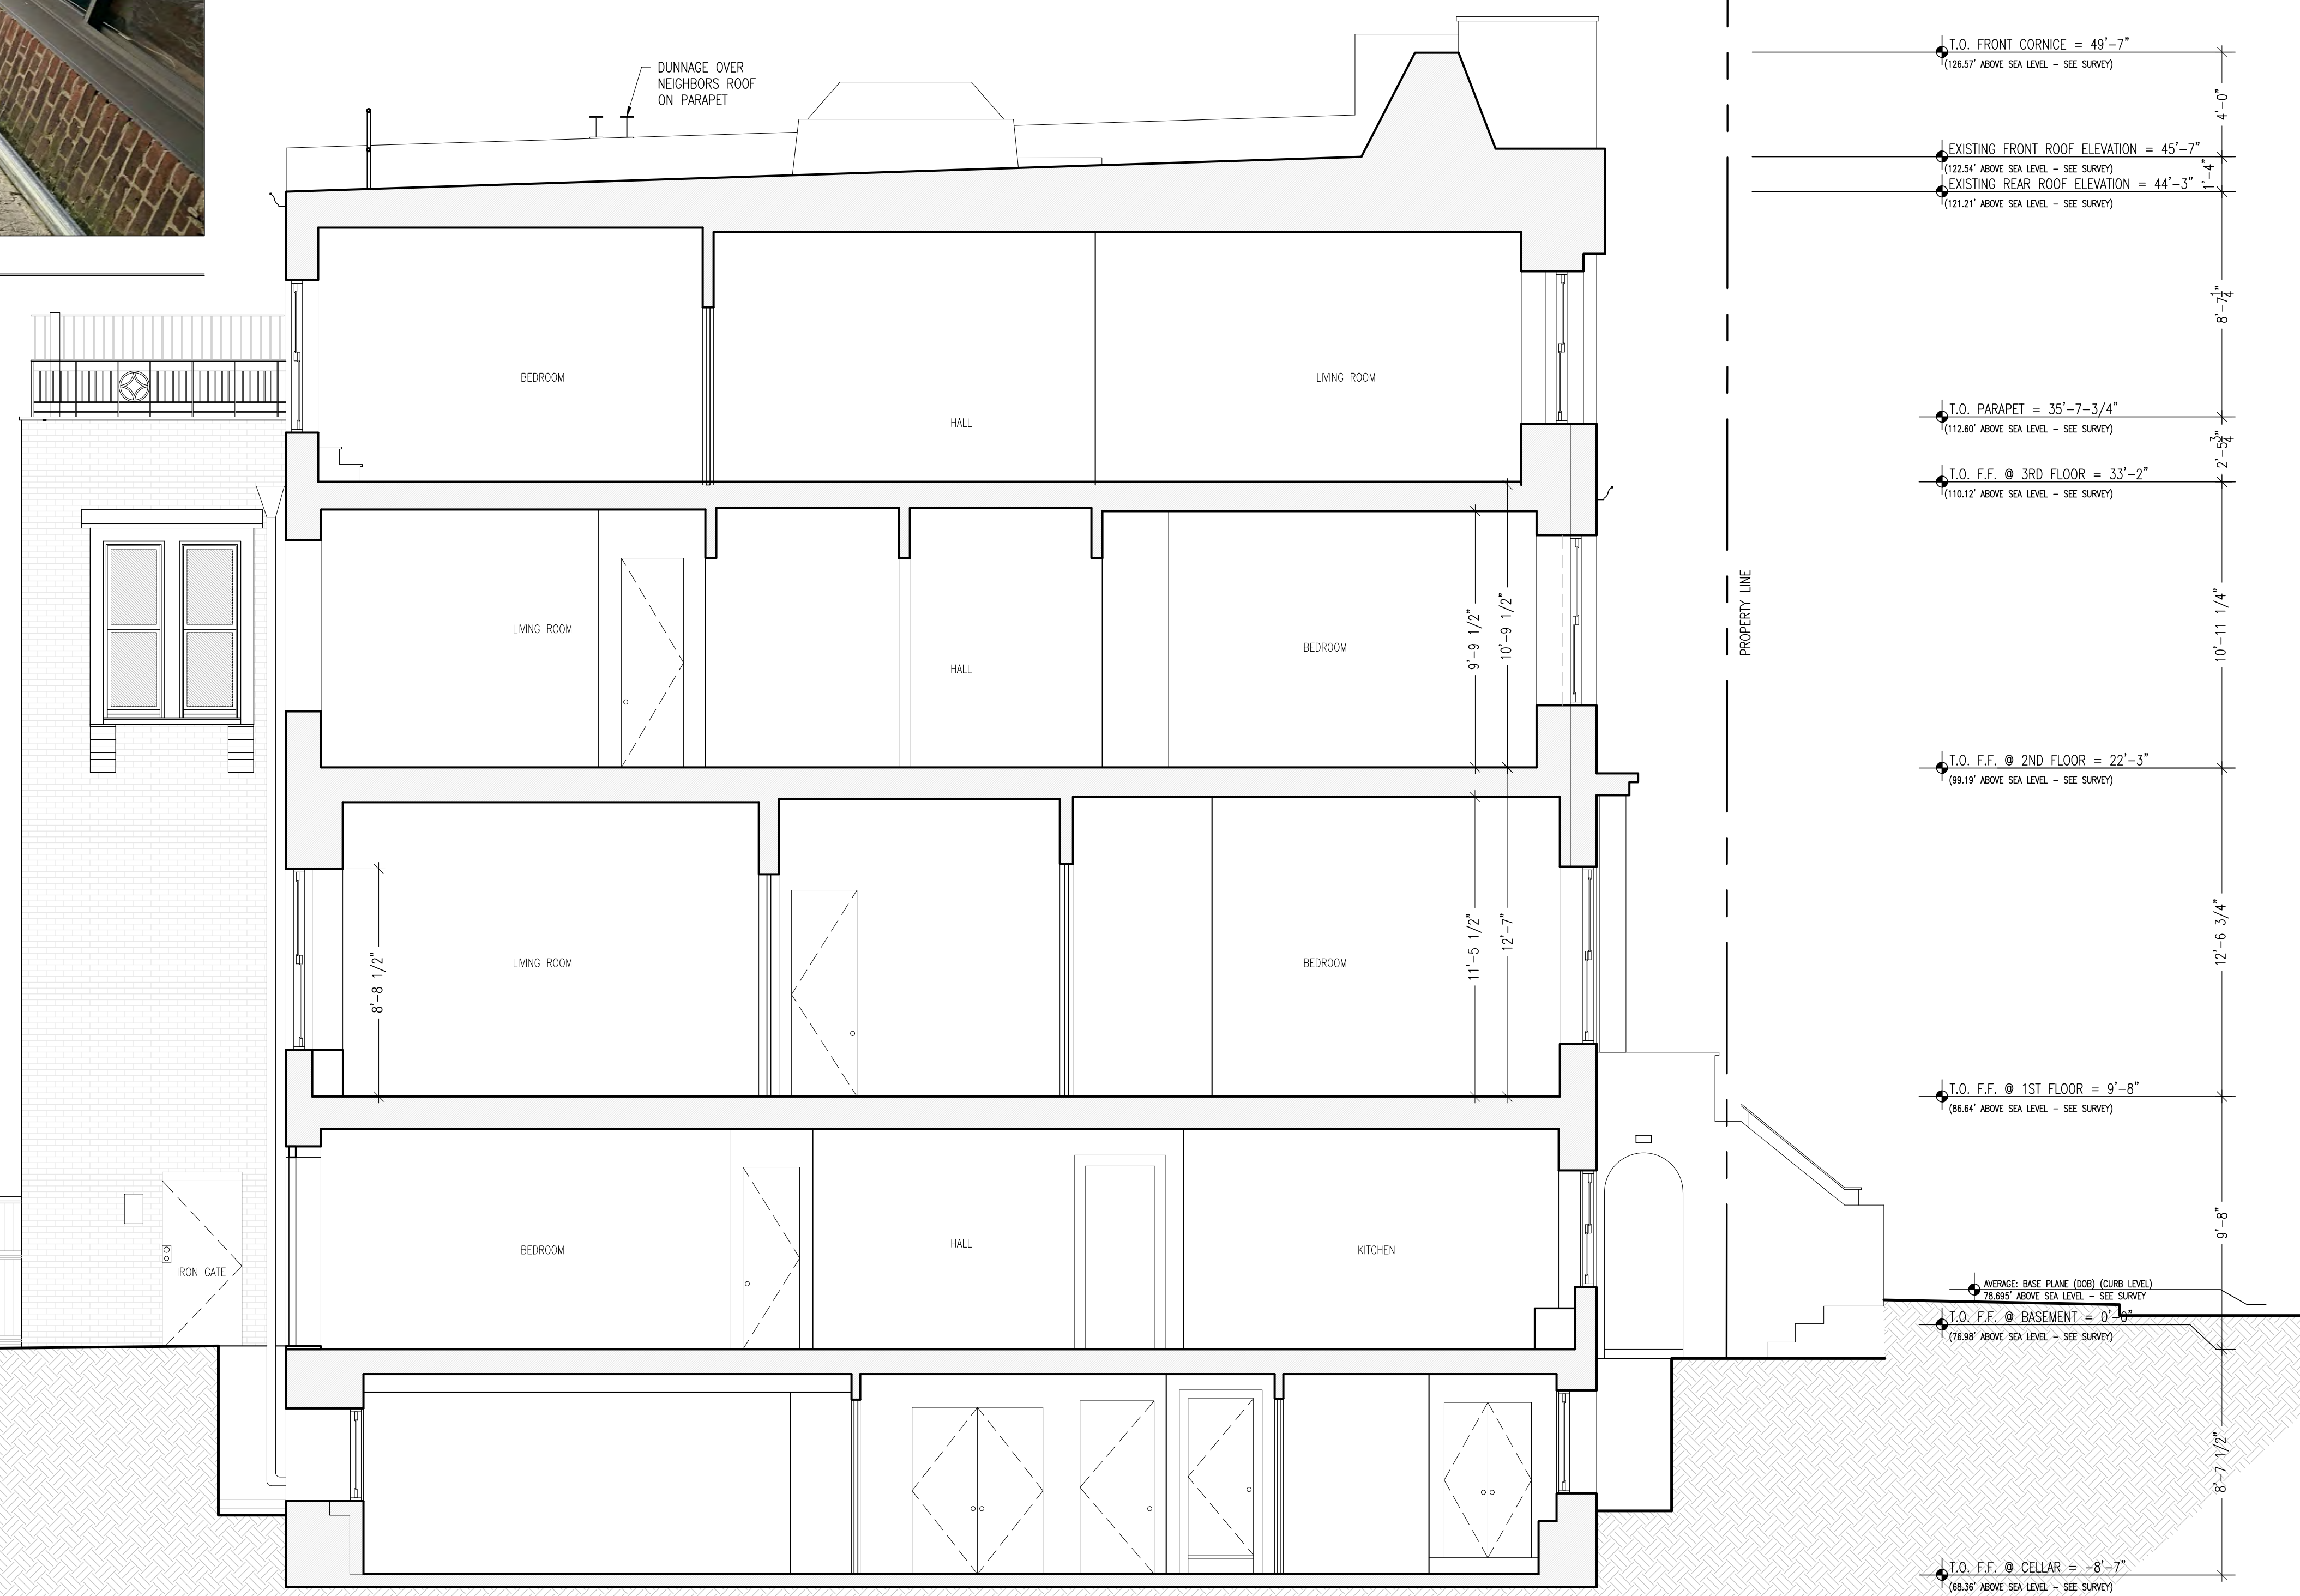 DUNNAGE OVER
NEIGHBORS ROOF
ON PARAPET
T.O. FRONT CORNICE = 49'-7"
(126.57' ABOVE SEA LEVEL - SEE SURVEY)
4'-0"
EXISTING FRONT ROOF ELEVATION = 45'-7"
(122.54' ABOVE SEA LEVEL - SEE SURVEY)
1'-4"
EXISTING REAR ROOF ELEVATION = 44'-3"
(121.21' ABOVE SEA LEVEL - SEE SURVEY)
8'-7 1/4"
BEDROOM
HALL
LIVING ROOM
T.O. PARAPET = 35'-7-3/4"
(112.60' ABOVE SEA LEVEL - SEE SURVEY)
2'-5 3/4"
T.O. F.F. @ 3RD FLOOR = 33'-2"
(110.12' ABOVE SEA LEVEL - SEE SURVEY)
LIVING ROOM
HALL
BEDROOM
9'-9 1/2"
10'-9 1/2"
PROPERTY LINE
10'-11 1/4"
T.O. F.F. @ 2ND FLOOR = 22'-3"
(99.19' ABOVE SEA LEVEL - SEE SURVEY)
8'-8 1/2"
LIVING ROOM
BEDROOM
11'-5 1/2"
12'-7"
12'-6 3/4"
T.O. F.F. @ 1ST FLOOR = 9'-8"
(86.64' ABOVE SEA LEVEL - SEE SURVEY)
IRON GATE
BEDROOM
HALL
KITCHEN
9'-8"
AVERAGE: BASE PLANE (DOB) (CURB LEVEL)
78.695' ABOVE SEA LEVEL - SEE SURVEY
T.O. F.F. @ BASEMENT = 0'-0"
(76.98' ABOVE SEA LEVEL - SEE SURVEY)
8'-7 1/2"
T.O. F.F. @ CELLAR = -8'-7"
(68.36' ABOVE SEA LEVEL - SEE SURVEY)